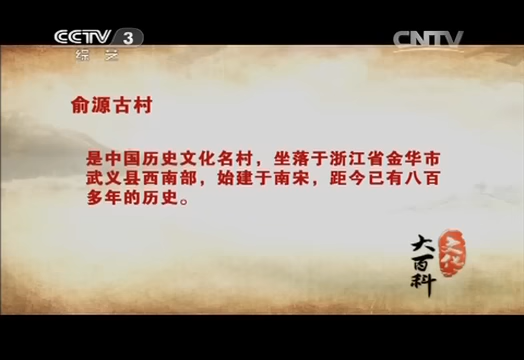 CCTV 3
综艺
CNTV
俞源古村
是中国历史文化名村，坐落于浙江省金华市
武义县西南部，始建于南宋，距今已有八百
多年的历史。
文化
大百科